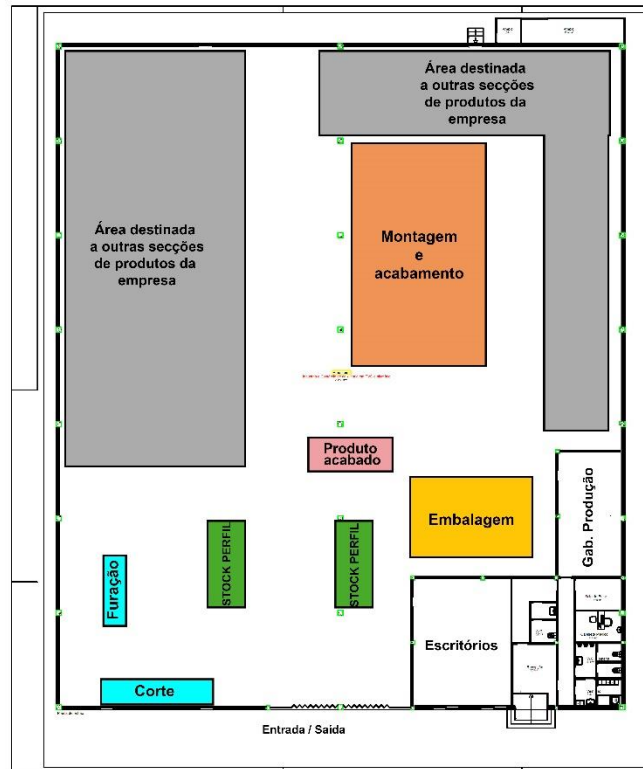 Área destinada
a outras secções
de produtos da
empresa
Área destinada
a outras secções
de produtos da
empresa
Montagem
e
acabamento
Produto
acabado
Embalagem
Gab. Produção
STOCK PERFIL
STOCK PERFIL
Furação
Escritórios
Corte
Entrada / Saída